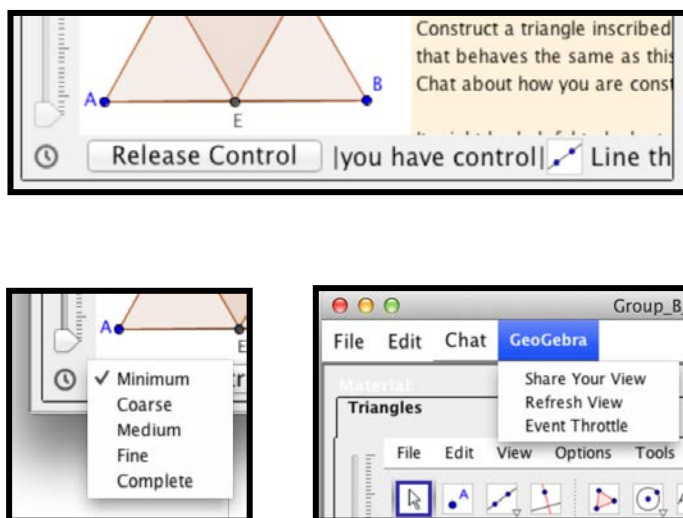 Construct a triangle inscribed
that behaves the same as this
Chat about how you are const
A
B
E
Release Control |you have control| Line th
A
E
✓ Minimum
Coarse
Medium
Fine
Complete
Group_B
File Edit Chat GeoGebra
Share Your View
Refresh View
Event Throttle
Material:
Triangles
File Edit View Options Tools
A